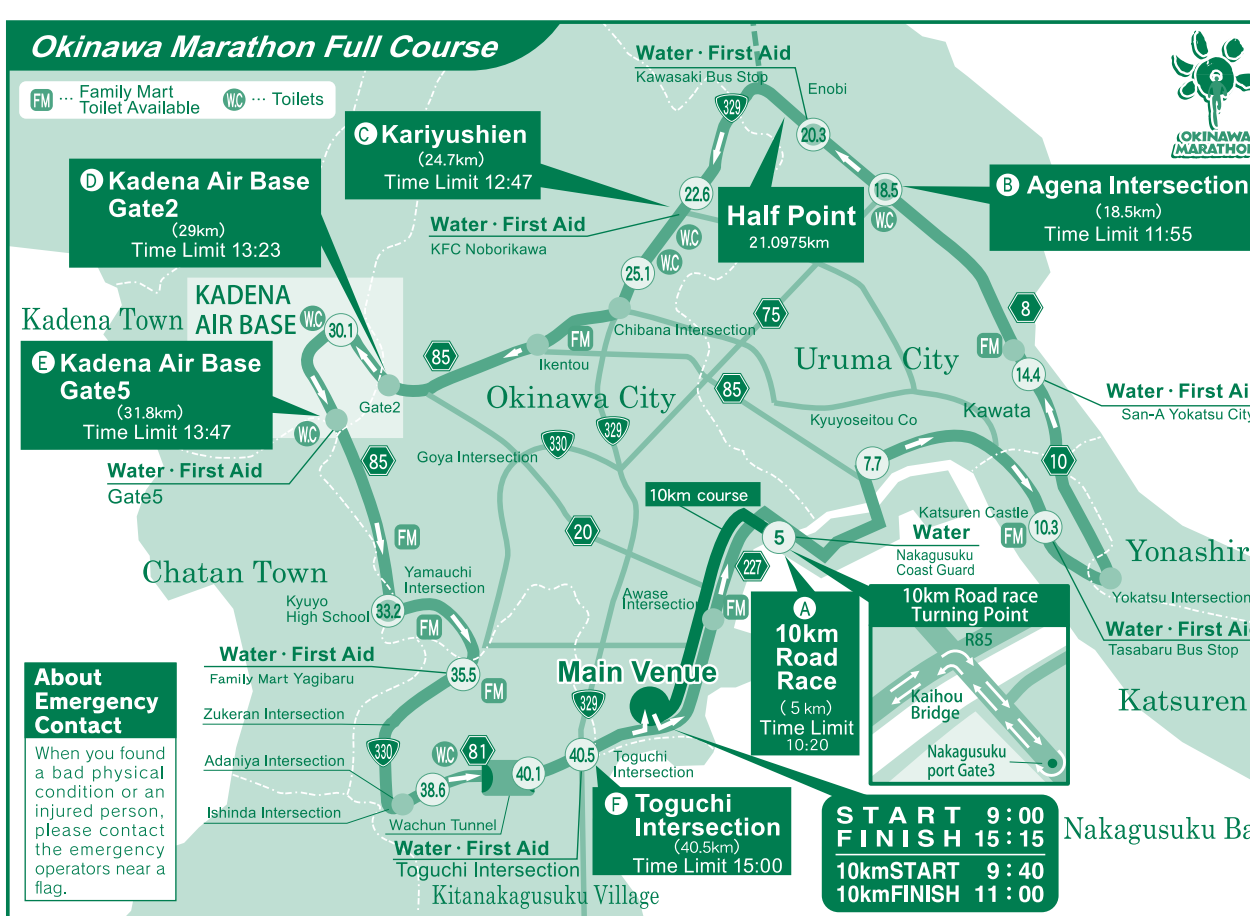 Okinawa Marathon Full Course
FM … Family Mart
Toilet Available
W.C … Toilets
Water · First Aid
Kawasaki Bus Stop
Enobi
OKINAWA
MARATHON
329
20.3
C Kariyushien
(24.7km)
Time Limit 12:47
D Kadena Air Base
Gate2
(29km)
Time Limit 13:23
22.6
18.5
W.C
B Agena Intersection
(18.5km)
Time Limit 11:55
Half Point
21.0975km
Water · First Aid
KFC Noborikawa
W.C
W.C
25.1
KADENA
AIR BASE
W.C
30.1
Kadena Town
8
75
Chibana Intersection
FM
FM
E Kadena Air Base
Gate5
(31.8km)
Time Limit 13:47
85
Ikentou
Uruma City
14.4
85
Water · First Ai
San-A Yokatsu City
Okinawa City
Gate2
Kawata
Kyuyoseitou Co
W.C
329
330
Goya Intersection
85
7.7
10
Water · First Aid
Gate5
10km course
Katsuren Castle
10.3
FM
20
5
Water
Nakagusuku
Coast Guard
FM
Yonashir
Chatan Town
227
Yamauchi
Intersection
Kyuyo
High School
33.2
FM
Awase
Intersection
FM
A
10km
Road
Race
(5 km)
Time Limit
10:20
10km Road race
Turning Point
R85
Kaihou
Bridge
Nakagusuku
port Gate3
Yokatsu Intersection
Water · First Aid
Tasabaru Bus Stop
Katsuren
Water · First Aid
Family Mart Yagibaru
35.5
FM
Main Venue
About
Emergency
Contact
When you found
a bad physical
condition or an
injured person,
please contact
the emergency
operators near a
flag.
Zukeran Intersection
329
330
Adaniya Intersection
W.C
81
40.5
Toguchi
Intersection
40.1
38.6
Ishinda Intersection
Wachun Tunnel
F Toguchi
Intersection
(40.5km)
Time Limit 15:00
Water · First Aid
Toguchi Intersection
Kitanakagusuku Village
START 9:00
FINISH 15:15
10kmSTART 9:40
10kmFINISH 11:00
Nakagusuku Ba